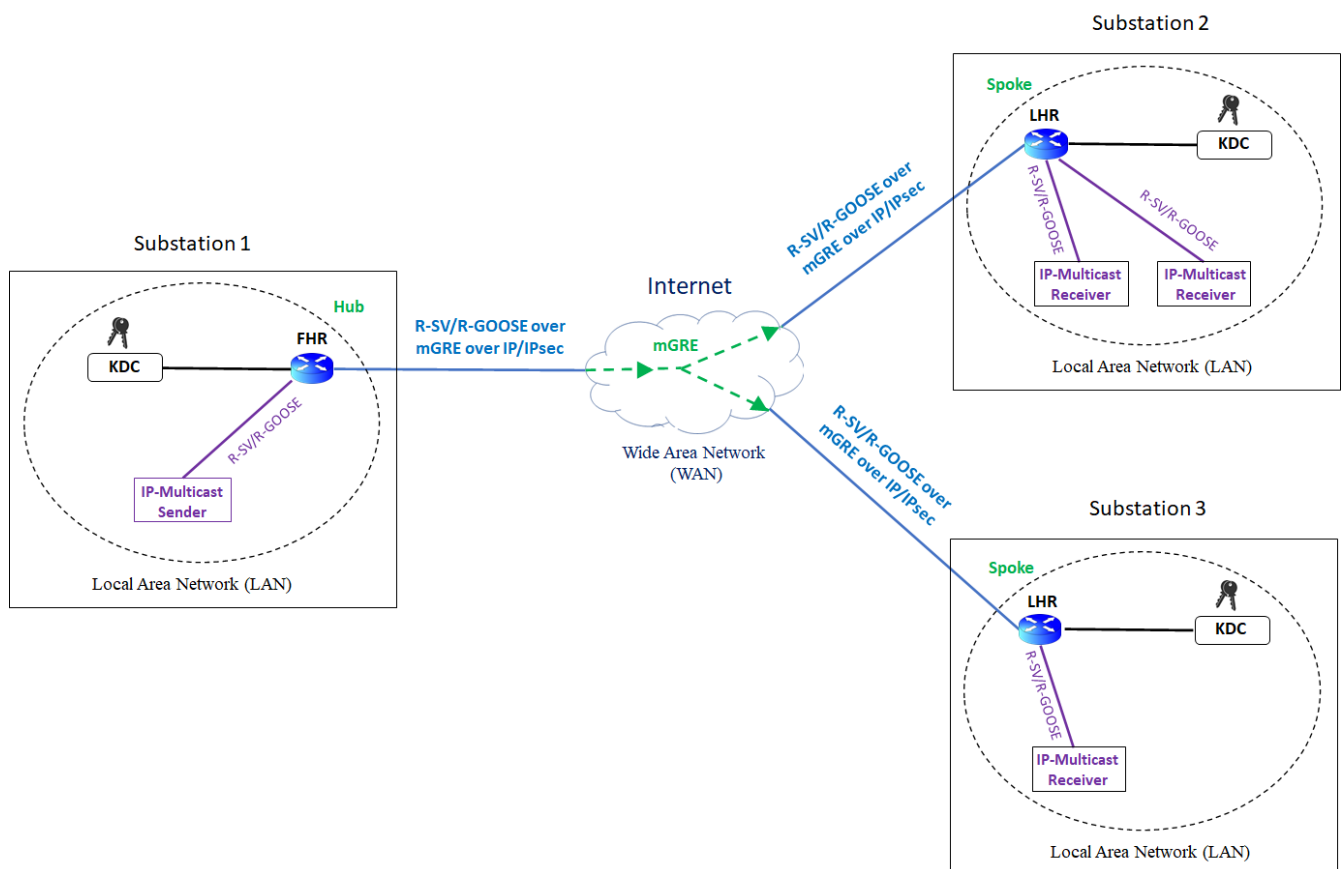 Substation 1
Hub
FHR
KDC
R-SV/R-GOOSE
IP-Multicast
Sender
Local Area Network (LAN)
R-SV/R-GOOSE over
mGRE over IP/IPsec
Internet
mGRE
Wide Area Network
(WAN)
R-SV/R-GOOSE over
mGRE over IP/IPsec
R-SV/R-GOOSE over
mGRE over IP/IPsec
Substation 2
Spoke
LHR
KDC
R-SV/R-GOOSE
R-SV/R-GOOSE
IP-Multicast
Receiver
IP-Multicast
Receiver
Local Area Network (LAN)
Substation 3
Spoke
LHR
KDC
R-SV/R-GOOSE
IP-Multicast
Receiver
Local Area Network (LAN)